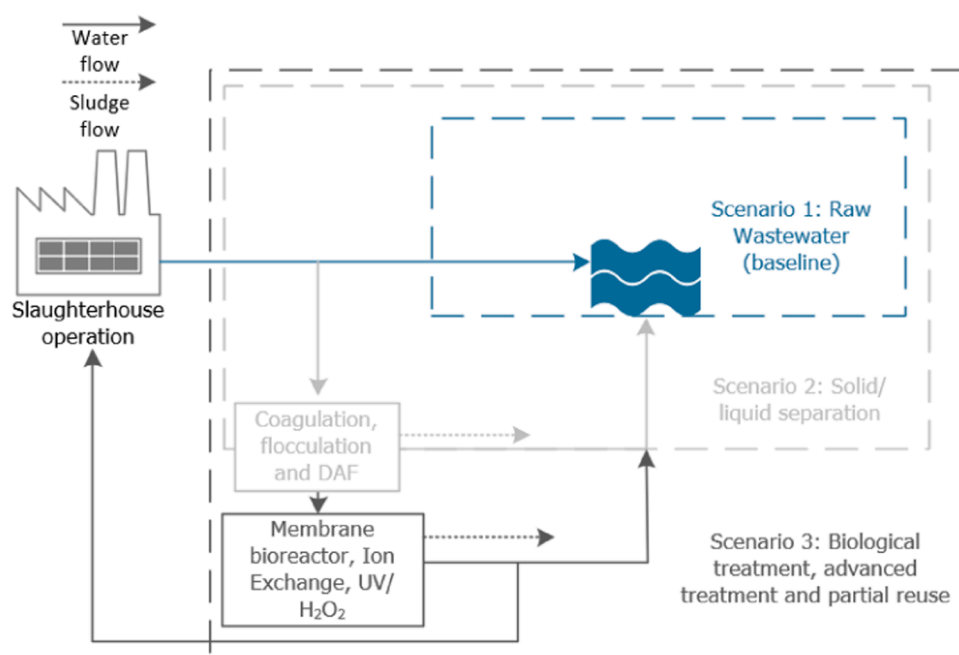 Water
flow
Sludge
flow
Slaughterhouse
operation
Scenario 1: Raw
Wastewater
(baseline)
Scenario 2: Solid/
liquid separation
Coagulation,
flocculation
and DAF
Membrane
bioreactor, Ion
Exchange, UV/
H₂O₂
Scenario 3: Biological
treatment, advanced
treatment and partial reuse